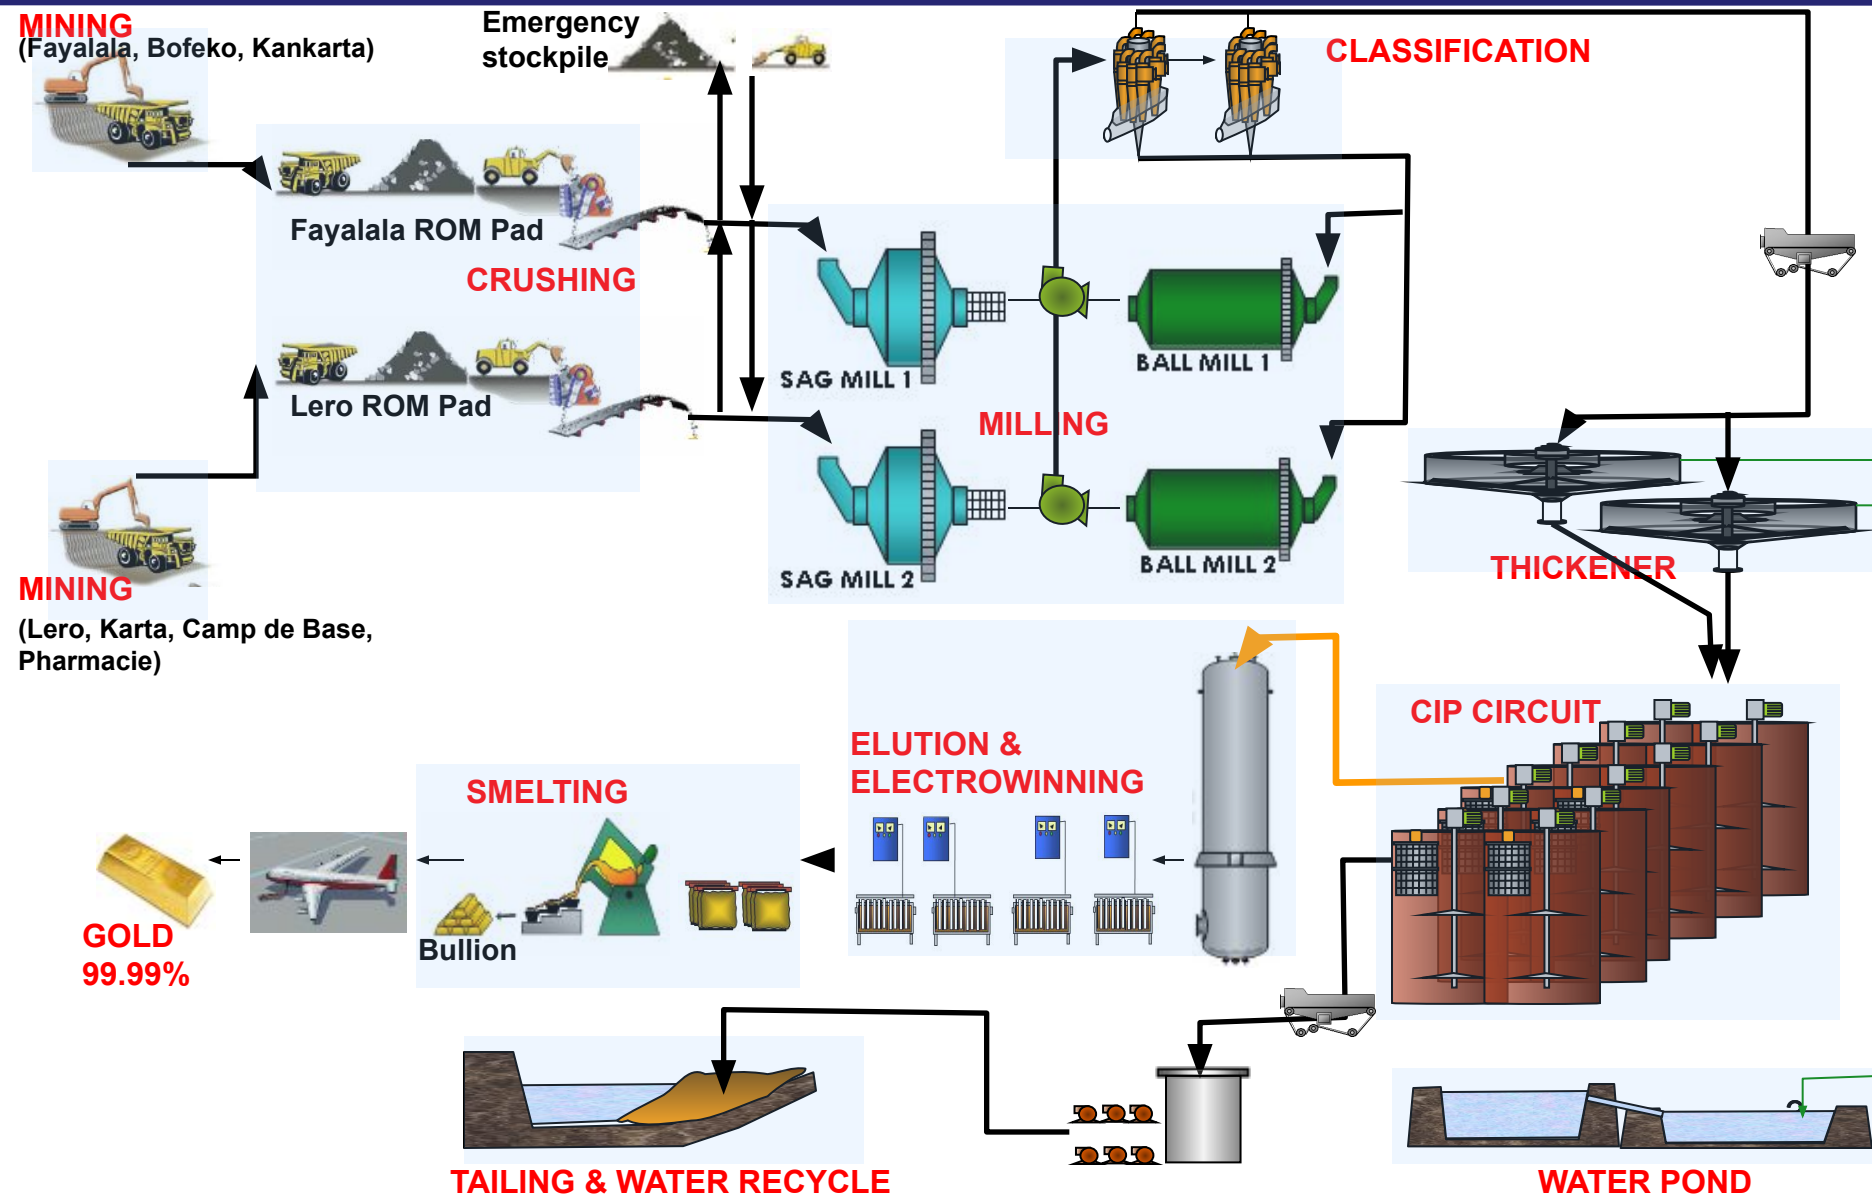 MINING
(Fayalala, Bofeko, Kankarta)
Emergency
stockpile
CLASSIFICATION
Fayalala ROM Pad
CRUSHING
Lero ROM Pad
SAG MILL 1
BALL MILL 1
MILLING
SAG MILL 2
BALL MILL 2
THICKENER
MINING
(Lero, Karta, Camp de Base,
Pharmacie)
CIP CIRCUIT
ELUTION &
ELECTROWINNING
SMELTING
Bullion
GOLD
99.99%
TAILING & WATER RECYCLE
WATER POND